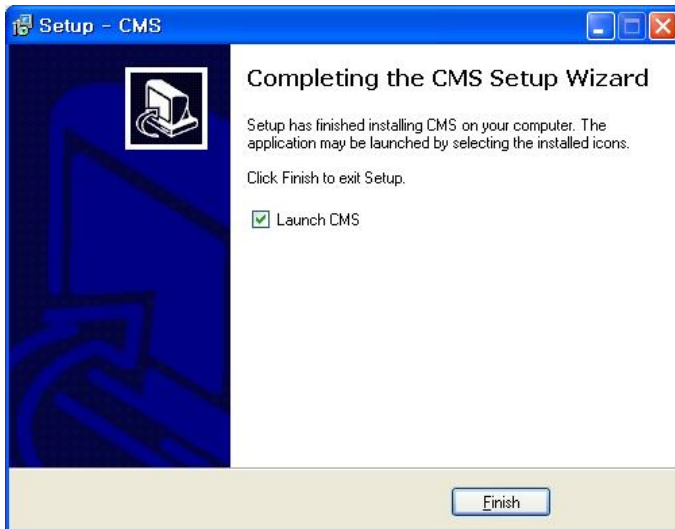 Setup - CMS
Completing the CMS Setup Wizard
Setup has finished installing CMS on your computer. The
application may be launched by selecting the installed icons.
Click Finish to exit Setup.
Launch CMS
Finish